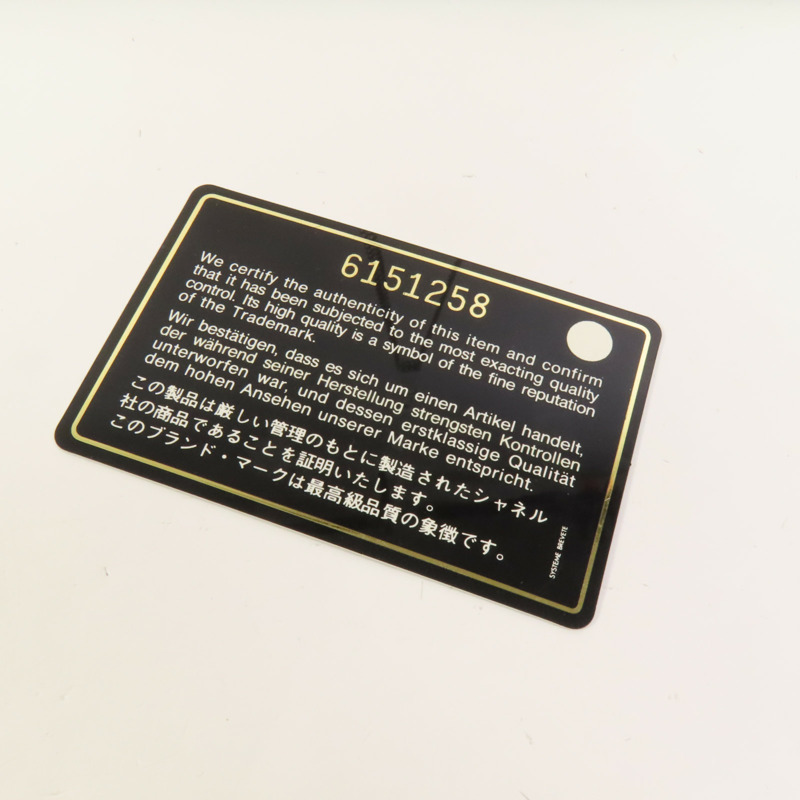 6151258
We certify the authenticity of this item and confirm
that it has been subjected to the most exacting quality
control. Its high quality is a symbol of the fine reputation
of the Trademark.
Wir bestätigen, dass es sich um einen Artikel handelt,
der während seiner Herstellung strengsten Kontrollen
unterworfen war, und dessen erstklassige Qualität
dem hohen Ansehen unserer Marke entspricht.
この製品は厳しい管理のもとに製造されたシャネル
社の商品であることを証明いたします。
このブランド・マークは最高級品質の象徴です。
SYSTEME BREVETE